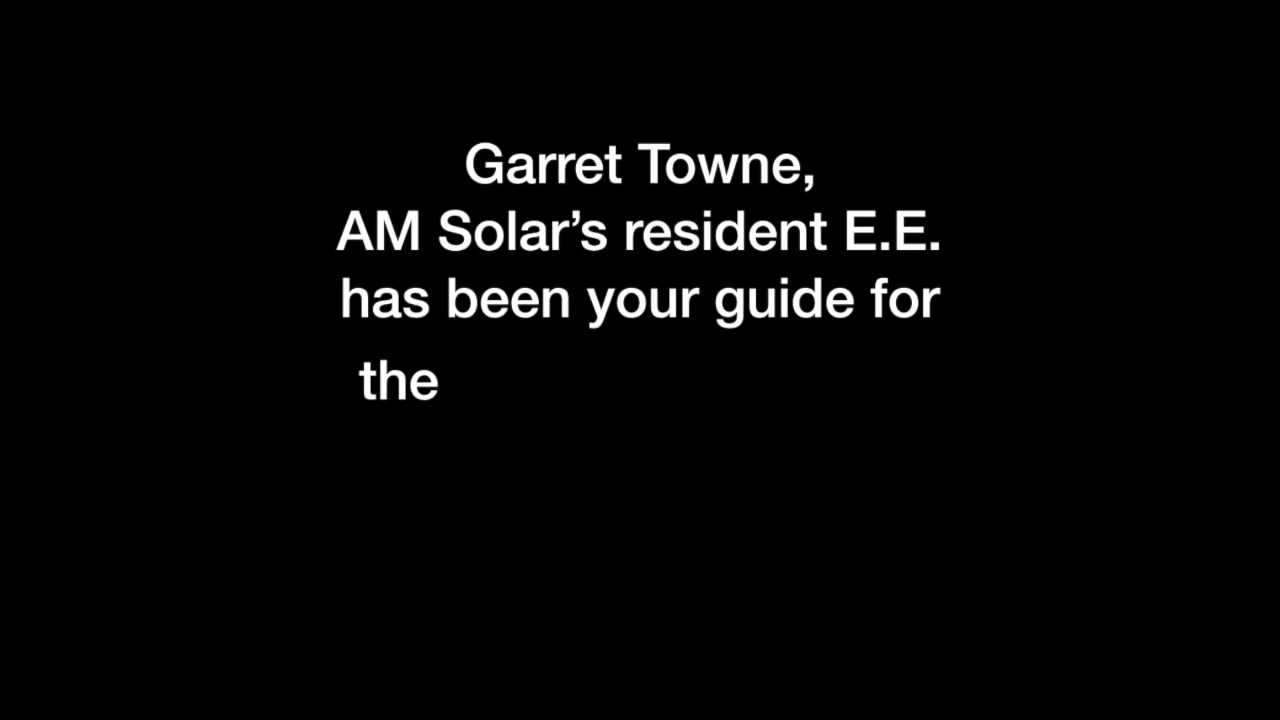 Garret Towne,
AM Solar’s resident E.E.
has been your guide for
the